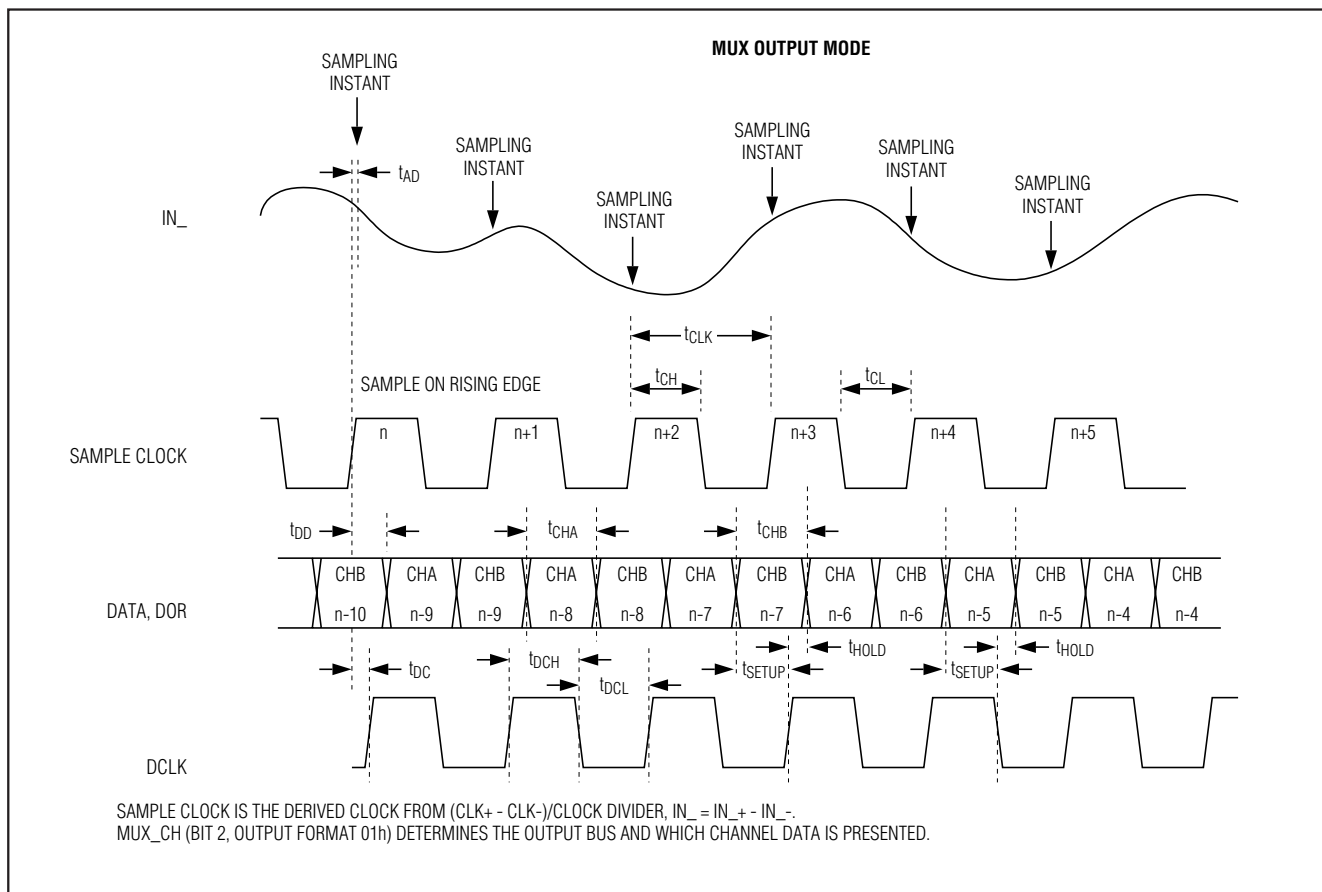 MUX OUTPUT MODE
SAMPLING
INSTANT
SAMPLING
INSTANT
SAMPLING
INSTANT
SAMPLING
INSTANT
SAMPLING
INSTANT
SAMPLING
INSTANT
tAD
IN_
tCLK
SAMPLE ON RISING EDGE
tCH
tCL
SAMPLE CLOCK
n
n+1
n+2
n+3
n+4
n+5
tDD
tCHA
tCHB
DATA, DOR
CHB CHA CHB CHA CHB CHA CHB CHA CHB CHA CHB CHA CHB
n-10 n-9 n-9 n-8 n-8 n-7 n-7 n-6 n-6 n-5 n-5 n-4 n-4
tDC
tDCH
tDCL
tSETUP
tHOLD
tSETUP
tHOLD
DCLK
SAMPLE CLOCK IS THE DERIVED CLOCK FROM (CLK+ - CLK-)/CLOCK DIVIDER, IN_ = IN_+ - IN_-.
MUX_CH (BIT 2, OUTPUT FORMAT 01h) DETERMINES THE OUTPUT BUS AND WHICH CHANNEL DATA IS PRESENTED.